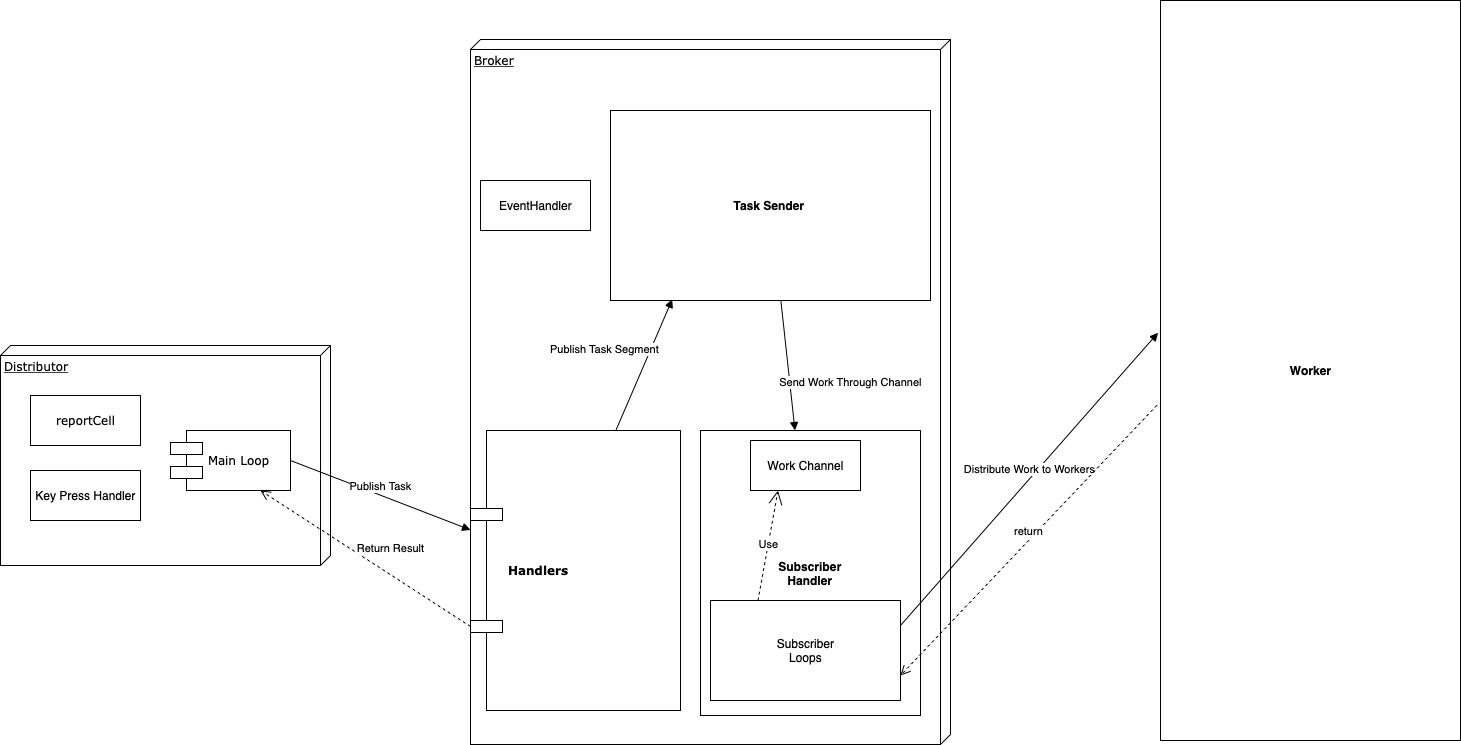 Broker
Task Sender
EventHandler
Publish Task Segment
Send Work Through Channel
Distributor
reportCell
Main Loop
Key Press Handler
Publish Task
Return Result
Handlers
Work Channel
Use
Subscriber
Handler
Subscriber
Loops
Distribute Work to Workers
return
Worker